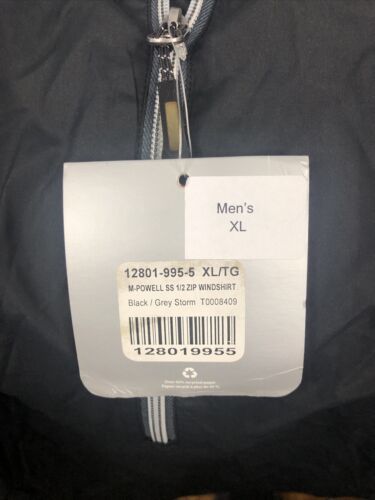 Men's
XL
12801-995-5 XL/TG
M-POWELL SS 1/2 ZIP WINDSHIRT
Black / Grey Storm T0008409
128019955